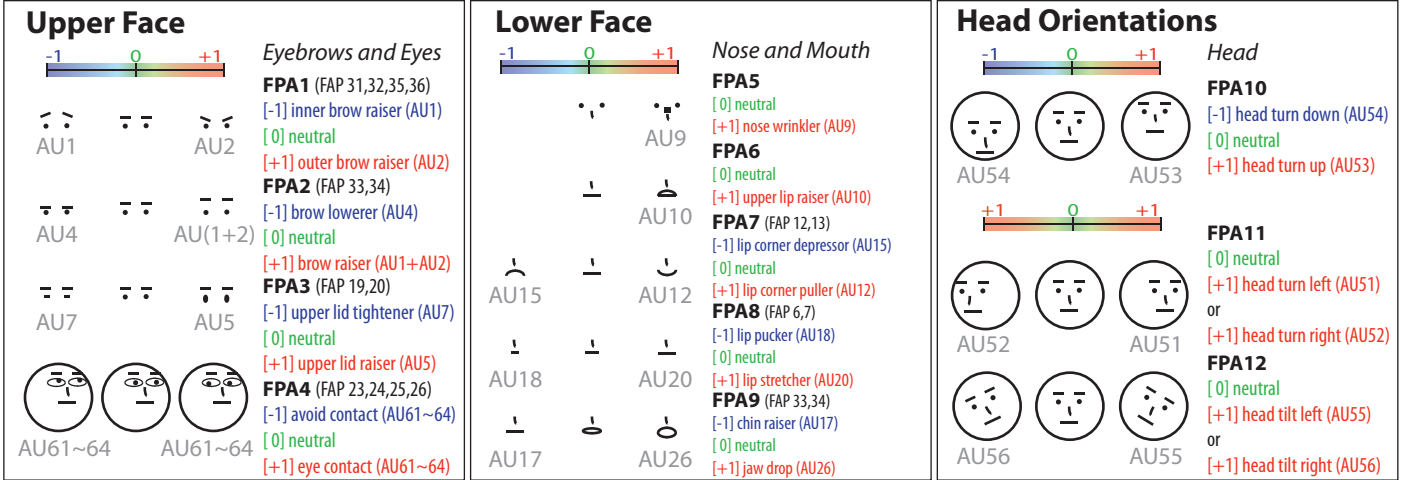 Upper Face
-1 0 +1
Eyebrows and Eyes
FPA1 (FAP 31,32,35,36)
[-1] inner brow raiser (AU1)
[ 0] neutral
[+1] outer brow raiser (AU2)
AU1 AU2
FPA2 (FAP 33,34)
[-1] brow lowerer (AU4)
[ 0] neutral
[+1] brow raiser (AU1+AU2)
AU4 AU(1+2)
FPA3 (FAP 19,20)
[-1] upper lid tightener (AU7)
[ 0] neutral
[+1] upper lid raiser (AU5)
AU7 AU5
FPA4 (FAP 23,24,25,26)
[-1] avoid contact (AU61~64)
[ 0] neutral
[+1] eye contact (AU61~64)
AU61~64 AU61~64
Lower Face
-1 0 +1
Nose and Mouth
FPA5
[ 0] neutral
[+1] nose wrinkler (AU9)
AU9
FPA6
[ 0] neutral
[+1] upper lip raiser (AU10)
AU10
FPA7 (FAP 12,13)
[-1] lip corner depressor (AU15)
[ 0] neutral
[+1] lip corner puller (AU12)
AU15 AU12
FPA8 (FAP 6,7)
[-1] lip pucker (AU18)
[ 0] neutral
[+1] lip stretcher (AU20)
AU18 AU20
FPA9 (FAP 33,34)
[-1] chin raiser (AU17)
[ 0] neutral
[+1] jaw drop (AU26)
AU17 AU26
Head Orientations
-1 0 +1
Head
FPA10
[-1] head turn down (AU54)
[ 0] neutral
[+1] head turn up (AU53)
AU54 AU53
+1 0 +1
FPA11
[ 0] neutral
[+1] head turn left (AU51)
or
[+1] head turn right (AU52)
AU52 AU51
FPA12
[ 0] neutral
[+1] head tilt left (AU55)
or
[+1] head tilt right (AU56)
AU56 AU55